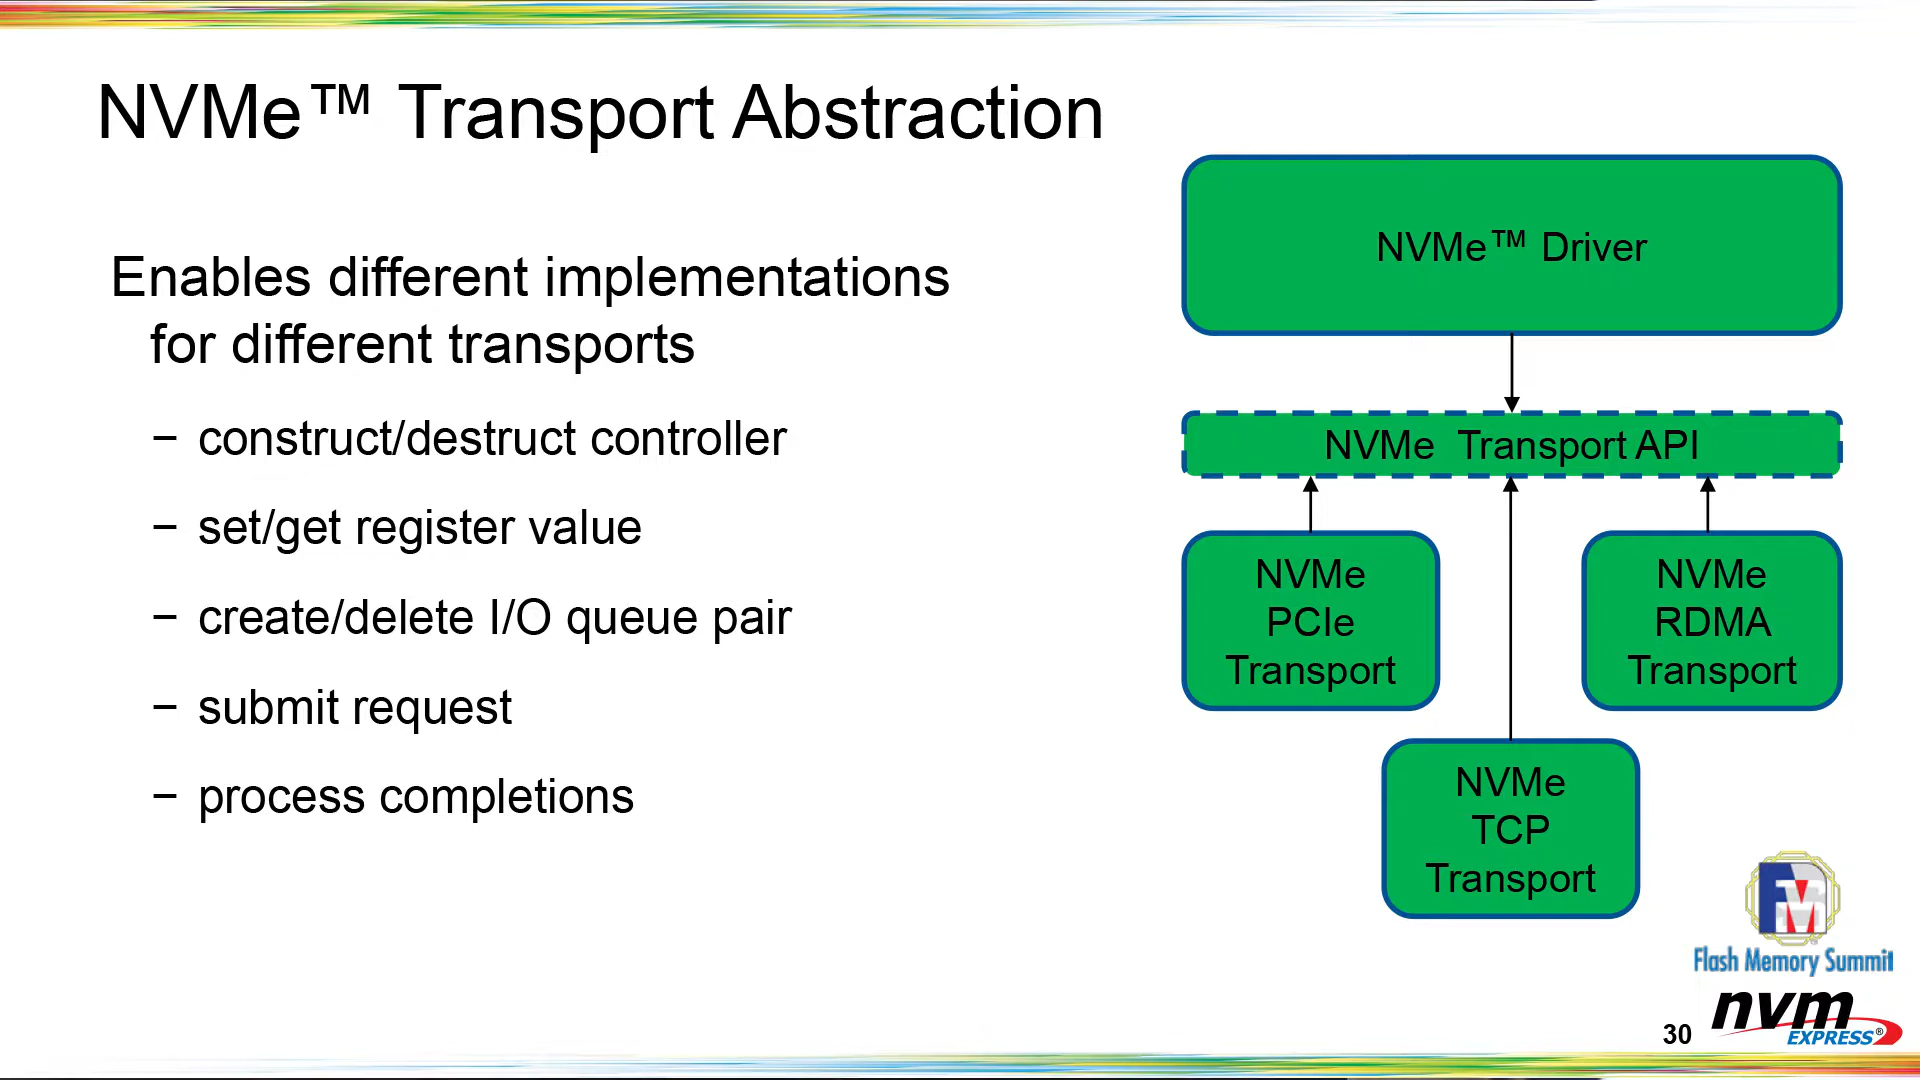 NVMe™ Transport Abstraction
Enables different implementations
for different transports
− construct/destruct controller
− set/get register value
− create/delete I/O queue pair
− submit request
− process completions
NVMe™ Driver
NVMe  Transport API
NVMe
PCIe
Transport
NVMe
RDMA
Transport
NVMe
TCP
Transport
Flash Memory Summit
nvm
EXPRESS®
30